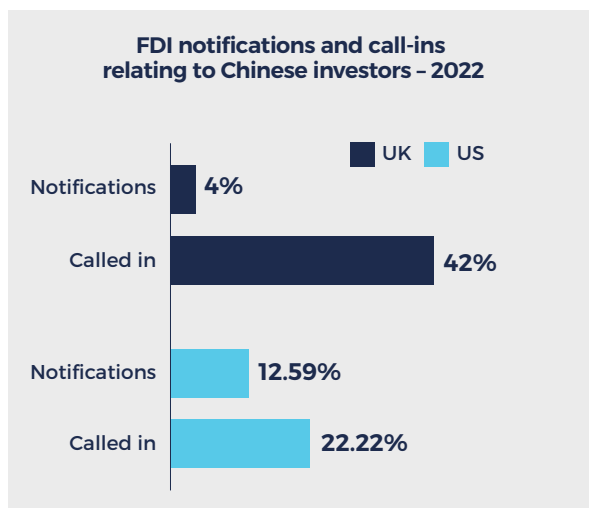 FDI notifications and call-ins
relating to Chinese investors – 2022
UK
US
Notifications
4%
Called in
42%
Notifications
12.59%
Called in
22.22%